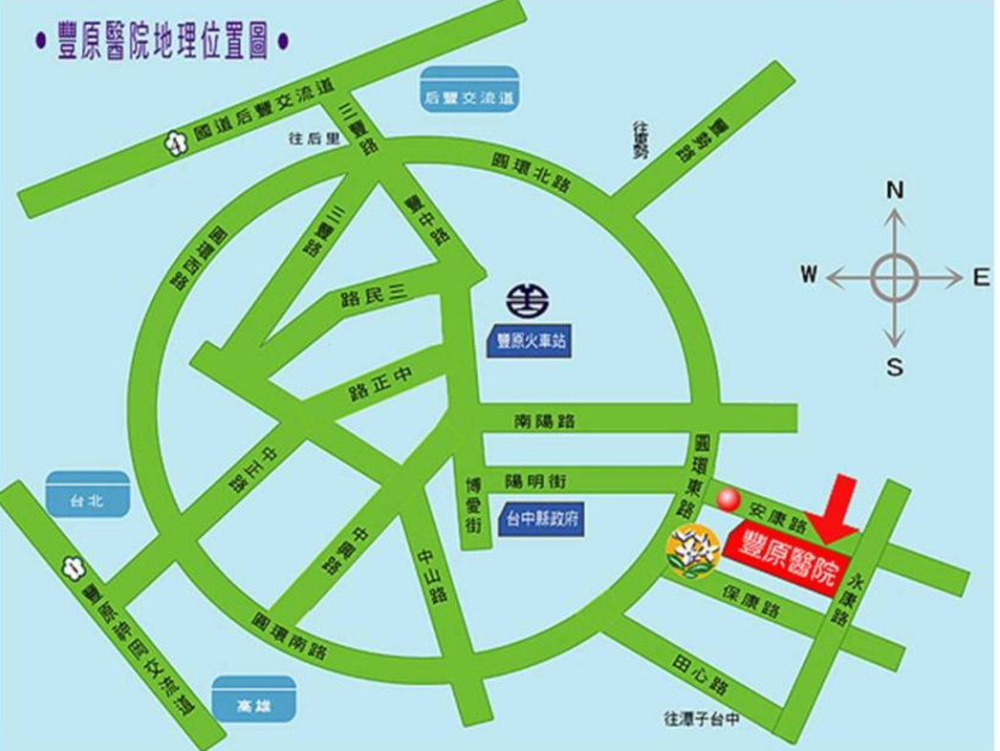 • 豐原醫院地理位置圖 •
后豐交流道
國道后豐交流道
三豐路
往后里
圓環北路
往東勢
豐勢路
N
W
E
S
圓環西路
三豐路
豐中路
三民路
豐原火車站
中正路
南陽路
圓環東路
中正路
陽明街
博愛街
台中縣政府
台北
1
豐原神岡交流道
中興路
中山路
安康路
豐原醫院
永康路
保康路
圓環南路
田心路
高雄
往潭子台中